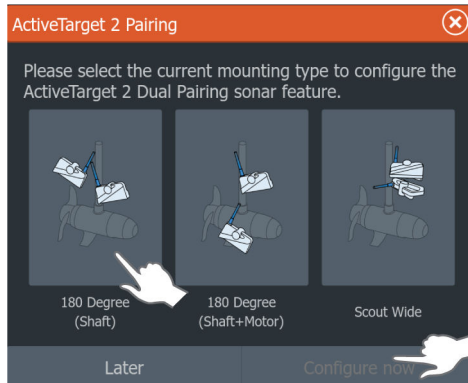 ActiveTarget 2 Pairing
Please select the current mounting type to configure the
ActiveTarget 2 Dual Pairing sonar feature.
180 Degree
(Shaft)
180 Degree
(Shaft+Motor)
Scout Wide
Later
Configure now